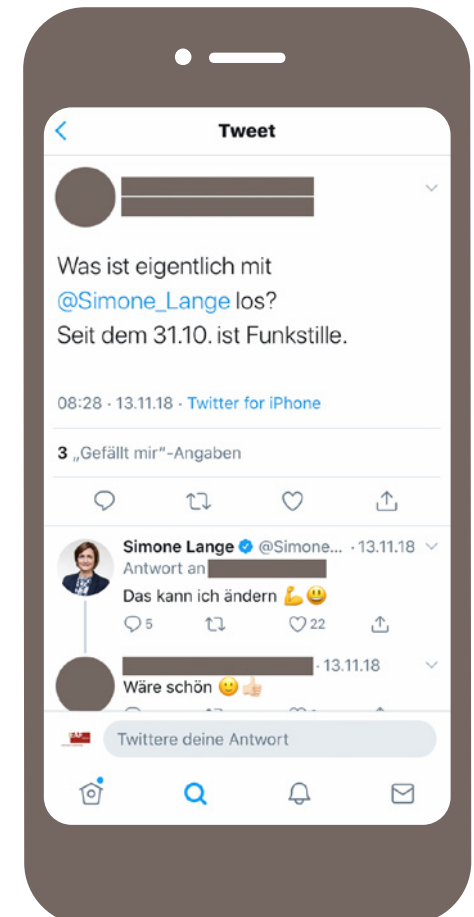 Tweet
Was ist eigentlich mit
@Simone_Lange los?
Seit dem 31.10. ist Funkstille.
08:28 · 13.11.18 · Twitter for iPhone
3 „Gefällt mir“-Angaben
Simone Lange @Simone... · 13.11.18
Antwort an
Das kann ich ändern 💪😃
5 22
· 13.11.18
Wäre schön 🙂👍🏻
Twittere deine Antwort